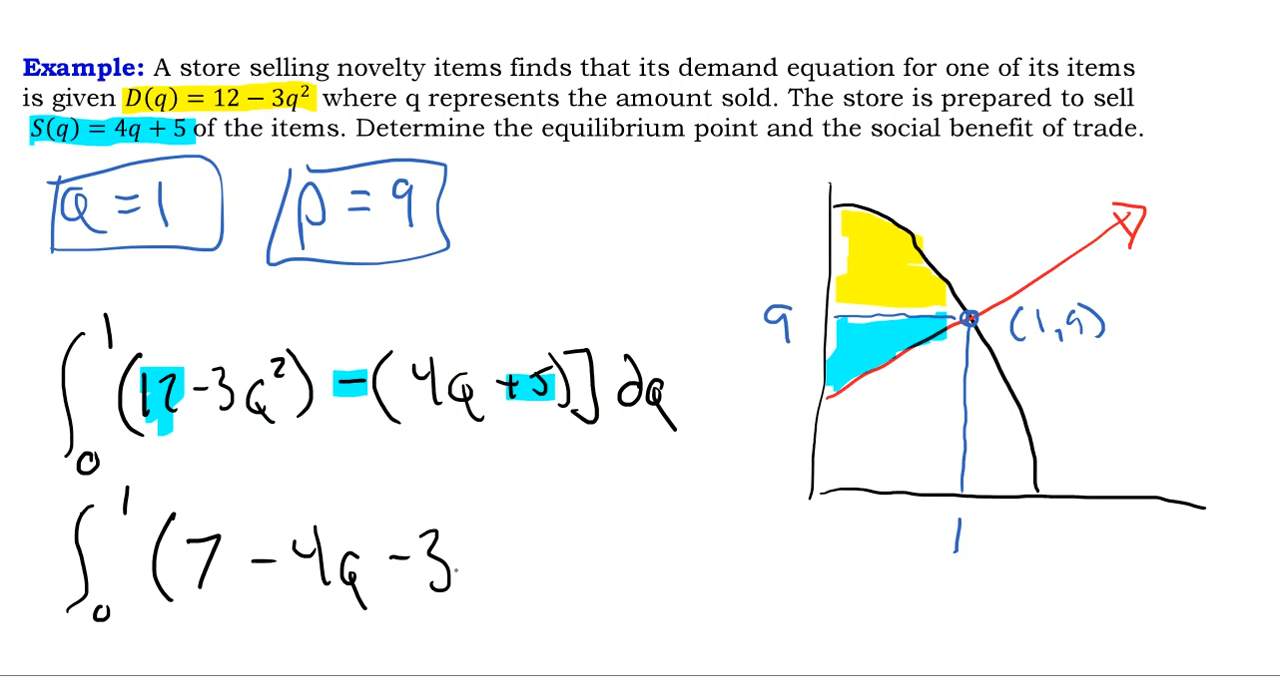 Example: A store selling novelty items finds that its demand equation for one of its items
is given D(q) = 12 − 3q² where q represents the amount sold. The store is prepared to sell
S(q) = 4q + 5 of the items. Determine the equilibrium point and the social benefit of trade.
Q = 1
P = 9
9
(1,9)
1
∫₀¹ (12 - 3q²) - (4q + 5)] dq
∫₀¹ (7 - 4q - 3